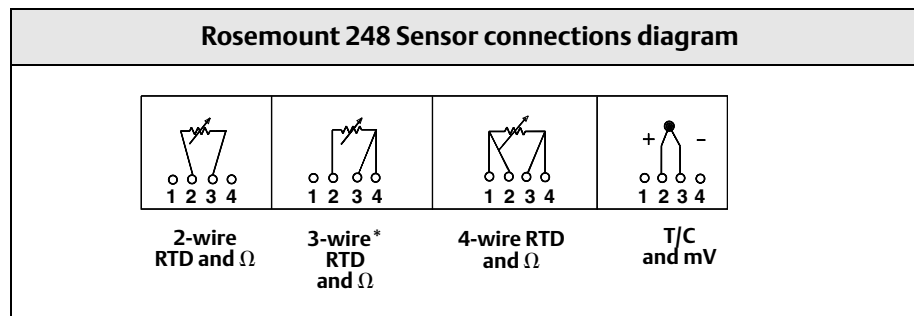 Rosemount 248 Sensor connections diagram
+ -
1 2 3 4
1 2 3 4
1 2 3 4
1 2 3 4
2-wire
RTD and Ω
3-wire*
RTD
and Ω
4-wire RTD
and Ω
T/C
and mV